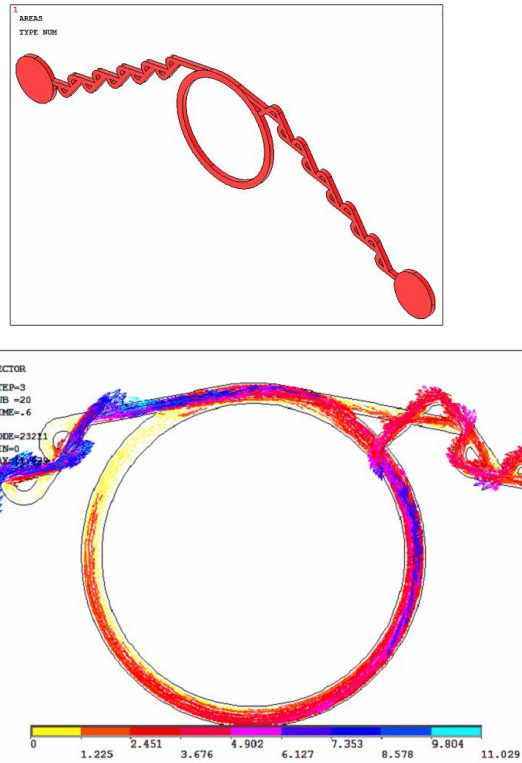 1
AREAS
TYPE NUM
ECTOR
TEP=3
UB =20
IME=.6
ODE=23211
IN=0
0
1.225
2.451
3.676
4.902
6.127
7.353
8.578
9.804
11.029